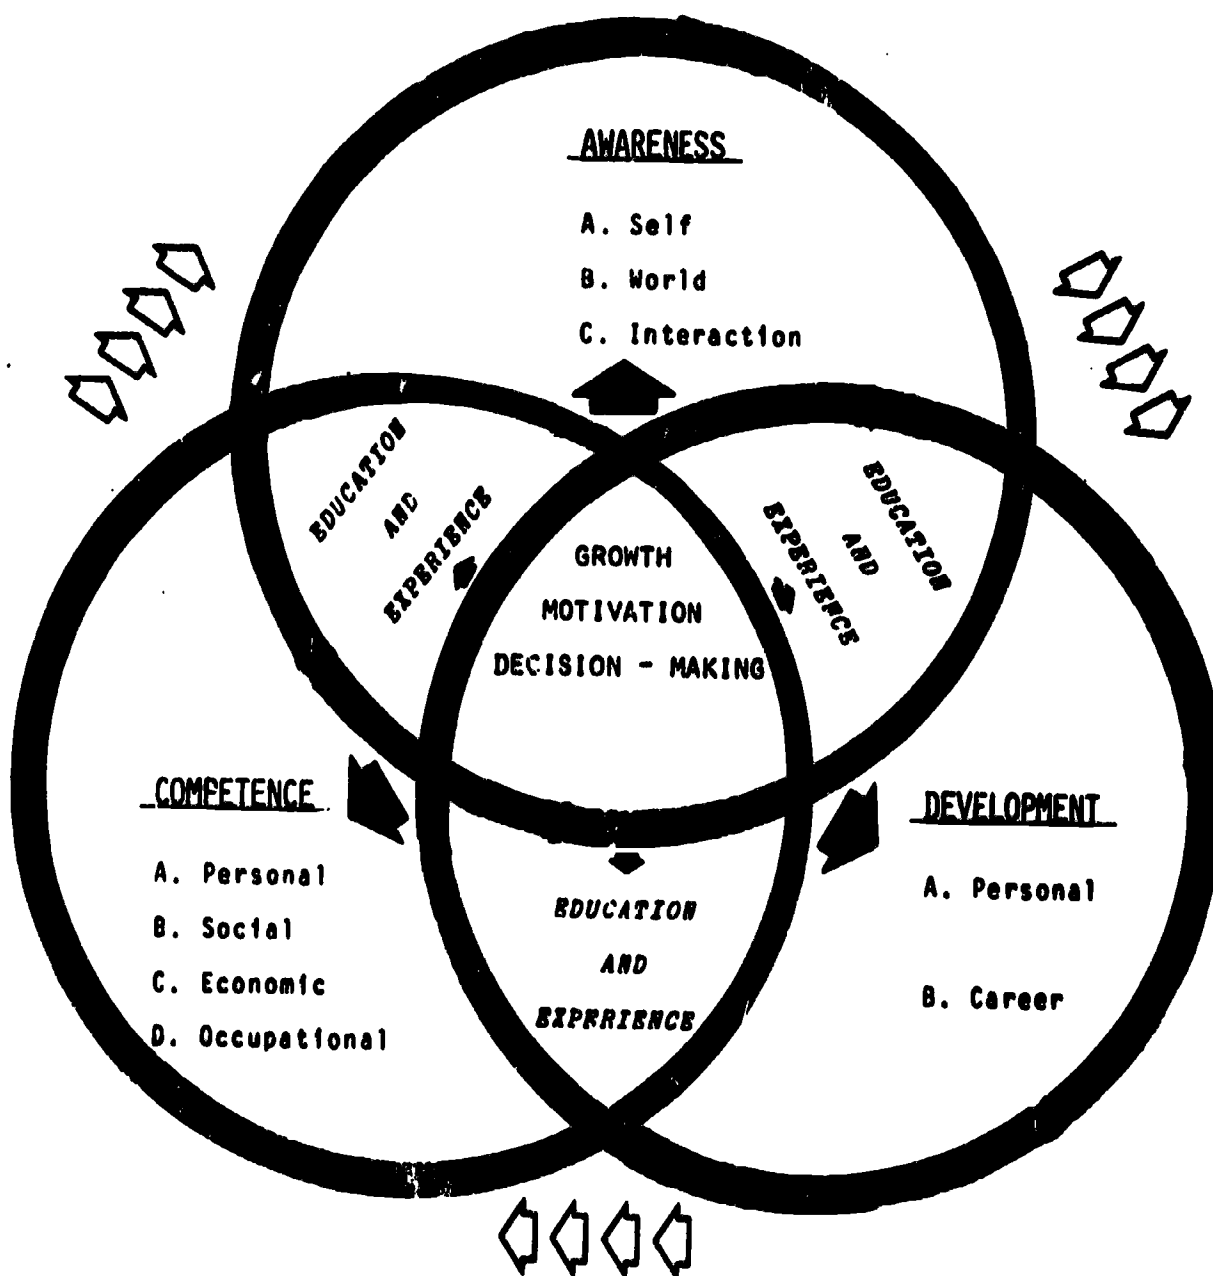 AWARENESS
A. Self
B. World
C. Interaction
EDUCATION
AND
EXPERIENCE
EDUCATION
AND
EXPERIENCE
GROWTH
MOTIVATION
DECISION - MAKING
COMPETENCE
A. Personal
B. Social
C. Economic
D. Occupational
DEVELOPMENT
A. Personal
B. Career
EDUCATION
AND
EXPERIENCE